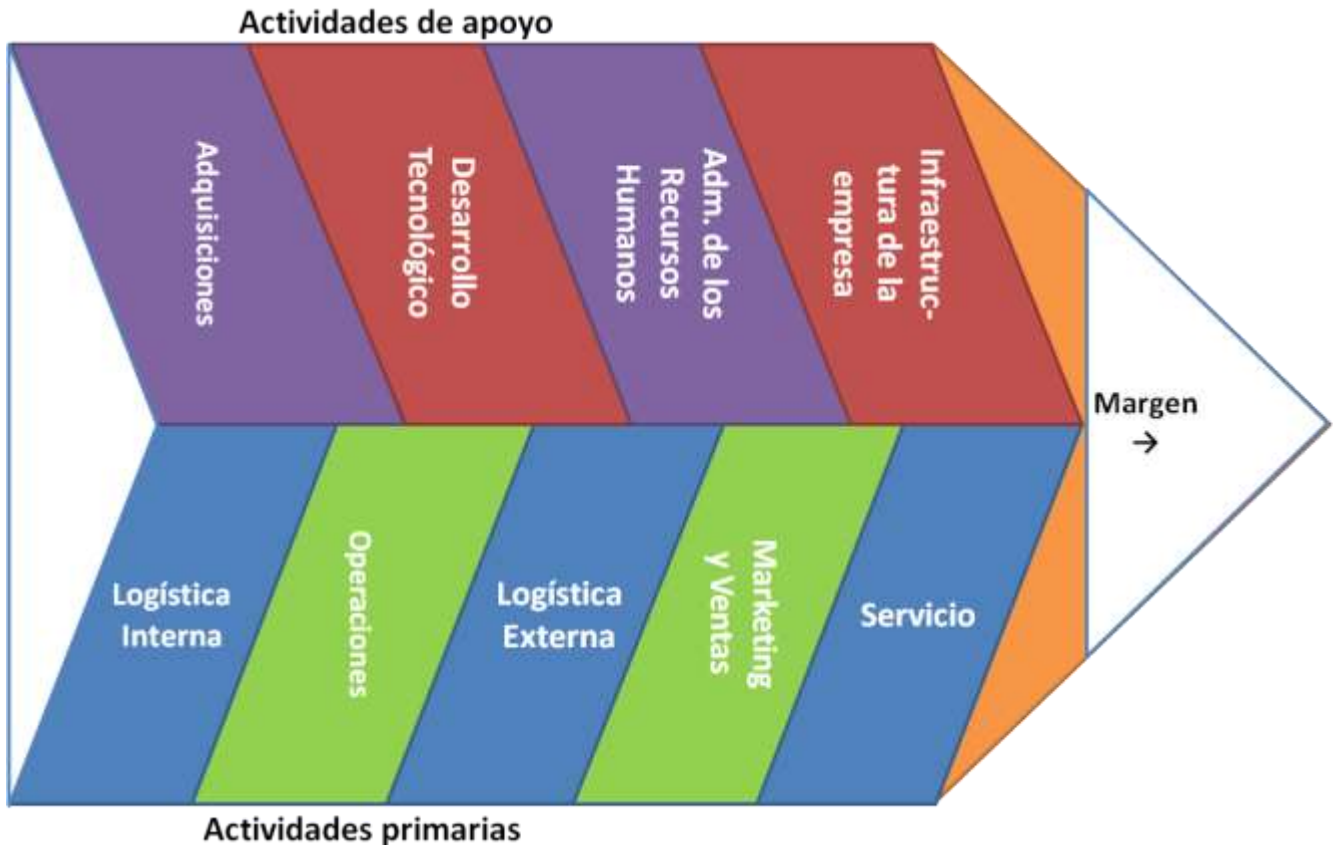 Actividades de apoyo
Adquisiciones
Desarrollo
Tecnológico
Adm. de los
Recursos
Humanos
Infraestruc-
tura de la
empresa
Margen
→
Logística
Interna
Operaciones
Logística
Externa
Marketing
y Ventas
Servicio
Actividades primarias